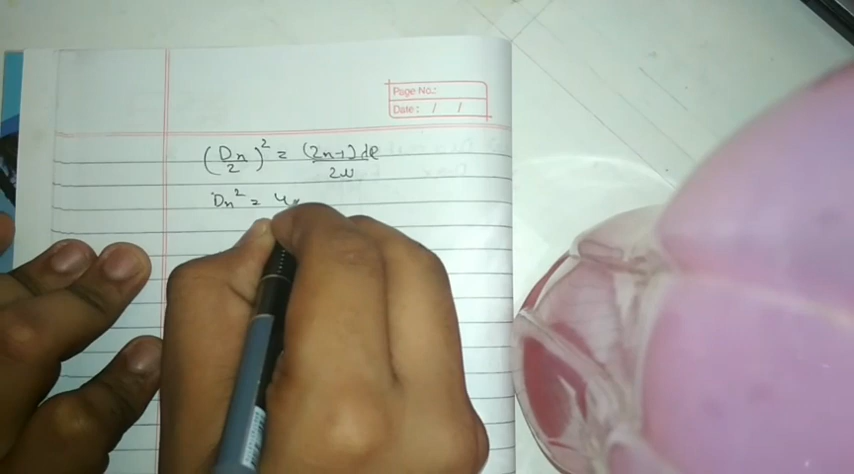 Page No.:
Date: / /
(Dn/2)² = (2n-1)λR/2μ
Dn² = 4